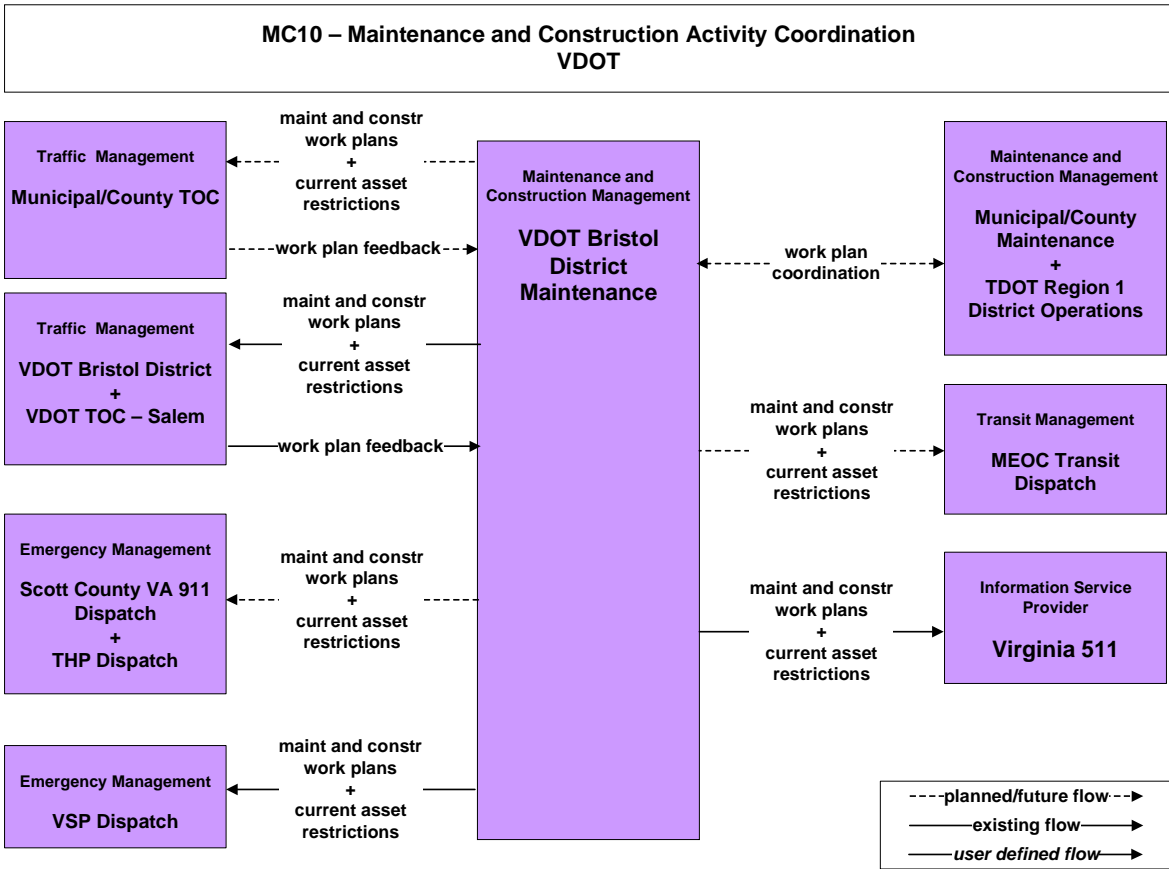 MC10 – Maintenance and Construction Activity Coordination
VDOT
Traffic Management
Municipal/County TOC
maint and constr
work plans
+
current asset
restrictions
work plan feedback
Traffic Management
VDOT Bristol District
+
VDOT TOC – Salem
maint and constr
work plans
+
current asset
restrictions
work plan feedback
Emergency Management
Scott County VA 911
Dispatch
+
THP Dispatch
maint and constr
work plans
+
current asset
restrictions
Emergency Management
VSP Dispatch
maint and constr
work plans
+
current asset
restrictions
Maintenance and
Construction Management
VDOT Bristol
District
Maintenance
work plan
coordination
Maintenance and
Construction Management
Municipal/County
Maintenance
+
TDOT Region 1
District Operations
maint and constr
work plans
+
current asset
restrictions
Transit Management
MEOC Transit
Dispatch
maint and constr
work plans
+
current asset
restrictions
Information Service
Provider
Virginia 511
planned/future flow
existing flow
user defined flow